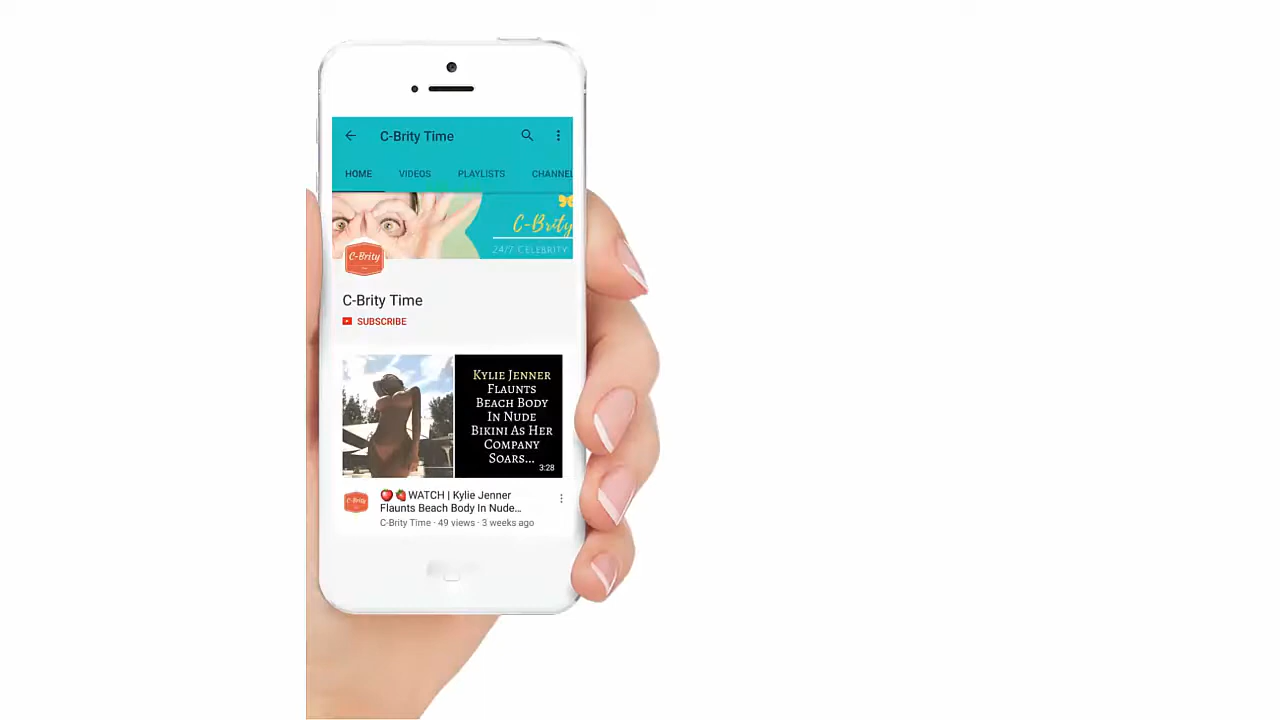 C-Brity Time
HOME VIDEOS PLAYLISTS CHANNEL
C-Brity
24/7 CELEBRITY
C-Brity
C-Brity Time
SUBSCRIBE
KYLIE JENNER
FLAUNTS
BEACH BODY
IN NUDE
BIKINI AS HER
COMPANY
SOARS...
3:28
C-Brity
WATCH | Kylie Jenner
Flaunts Beach Body In Nude...
C-Brity Time · 49 views · 3 weeks ago